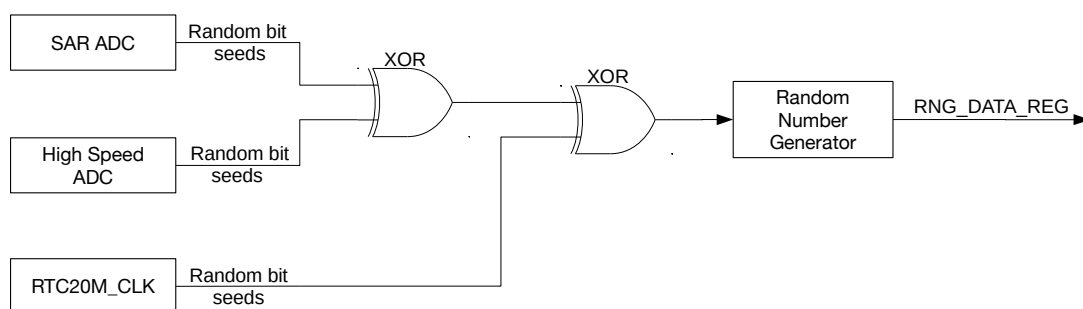 SAR ADC
Random bit
seeds
XOR
XOR
High Speed
ADC
Random bit
seeds
Random
Number
Generator
RNG_DATA_REG
RTC20M_CLK
Random bit
seeds